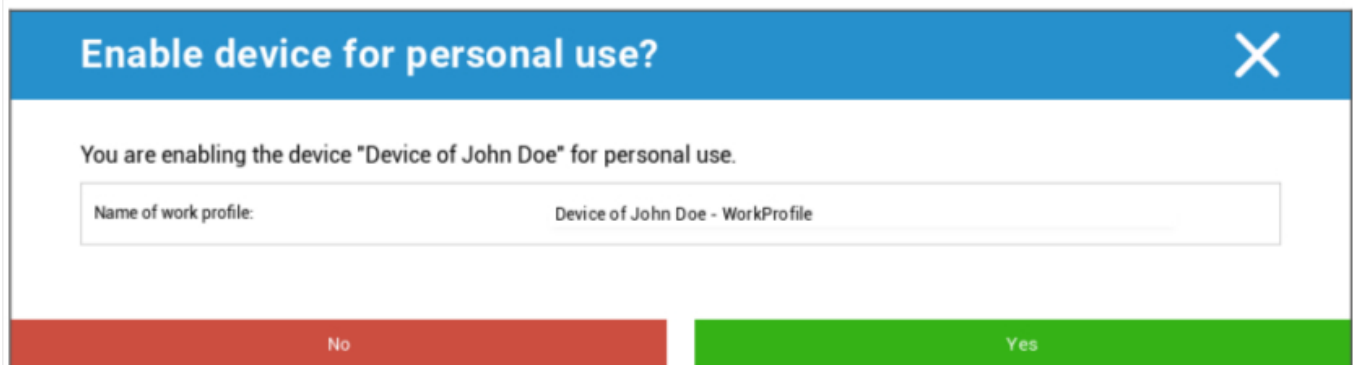 Enable device for personal use?
You are enabling the device "Device of John Doe" for personal use.
Name of work profile: Device of John Doe - WorkProfile
No Yes